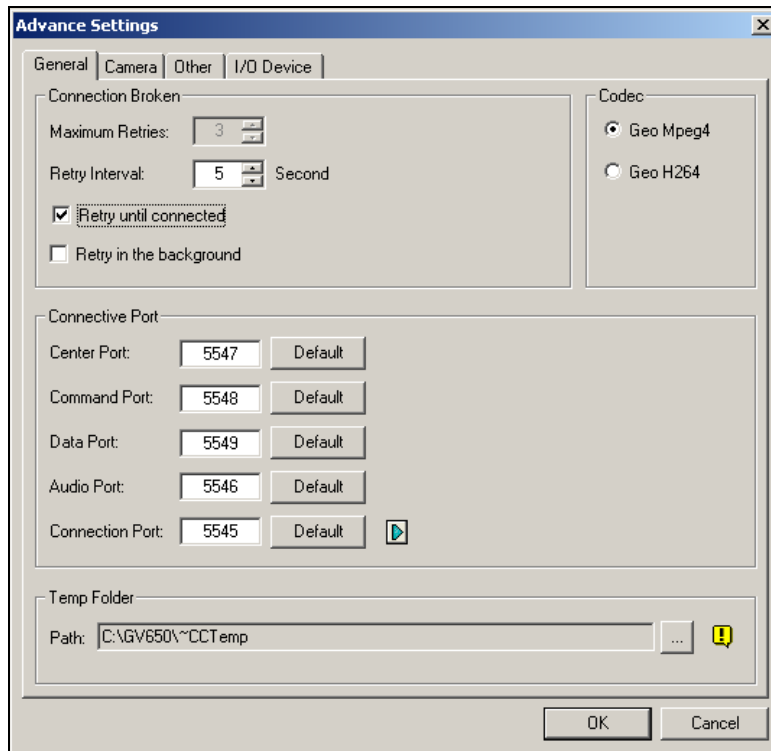 Advance Settings
General Camera Other I/O Device
Connection Broken
Maximum Retries: 3
Retry Interval: 5 Second
Retry until connected
Retry in the background
Codec
Geo Mpeg4
Geo H264
Connective Port
Center Port: 5547 Default
Command Port: 5548 Default
Data Port: 5549 Default
Audio Port: 5546 Default
Connection Port: 5545 Default
Temp Folder
Path: C:\GV650\~CCTemp ...
OK Cancel